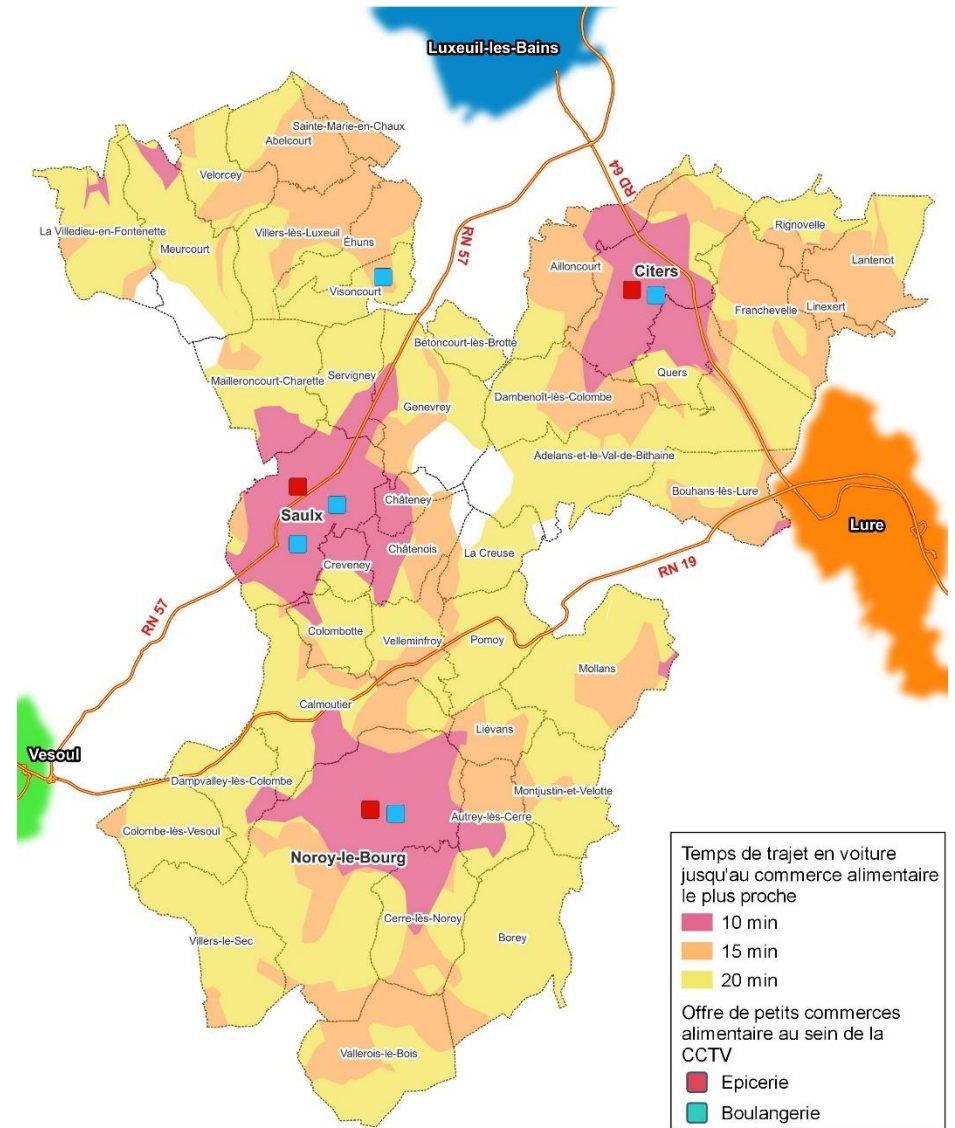 Luxeuil-les-Bains
Sainte-Marie-en-Chaux
Abelcourt
Velorcey
RD 64
La Villedieu-en-Fontenette
Villers-lès-Luxeuil
Éhuns
Meurcourt
RN 57
Rignovelle
Lantenot
Ailloncourt
Citers
Visoncourt
Franchevelle
Linexert
Betoncourt-lès-Brotte
Mailleroncourt-Charette
Servigney
Quers
Genevrey
Dambenoît-lès-Colombe
Adelans-et-le-Val-de-Bithaine
Bouhans-lès-Lure
Châteney
Saulx
Lure
Châtenois
La Creuse
Creveney
RN 19
RN 57
Colombotte
Velleminfroy
Pomoy
Mollans
Calmoutier
Liévans
Vesoul
Dampvalley-lès-Colombe
Montjustin-et-Velotte
Autrey-lès-Cerre
Colombe-lès-Vesoul
Noroy-le-Bourg
Cerre-lès-Noroy
Villers-le-Sec
Borey
Vallerois-le-Bois
Temps de trajet en voiture
jusqu'au commerce alimentaire
le plus proche
10 min
15 min
20 min
Offre de petits commerces
alimentaire au sein de la
CCTV
Epicerie
Boulangerie